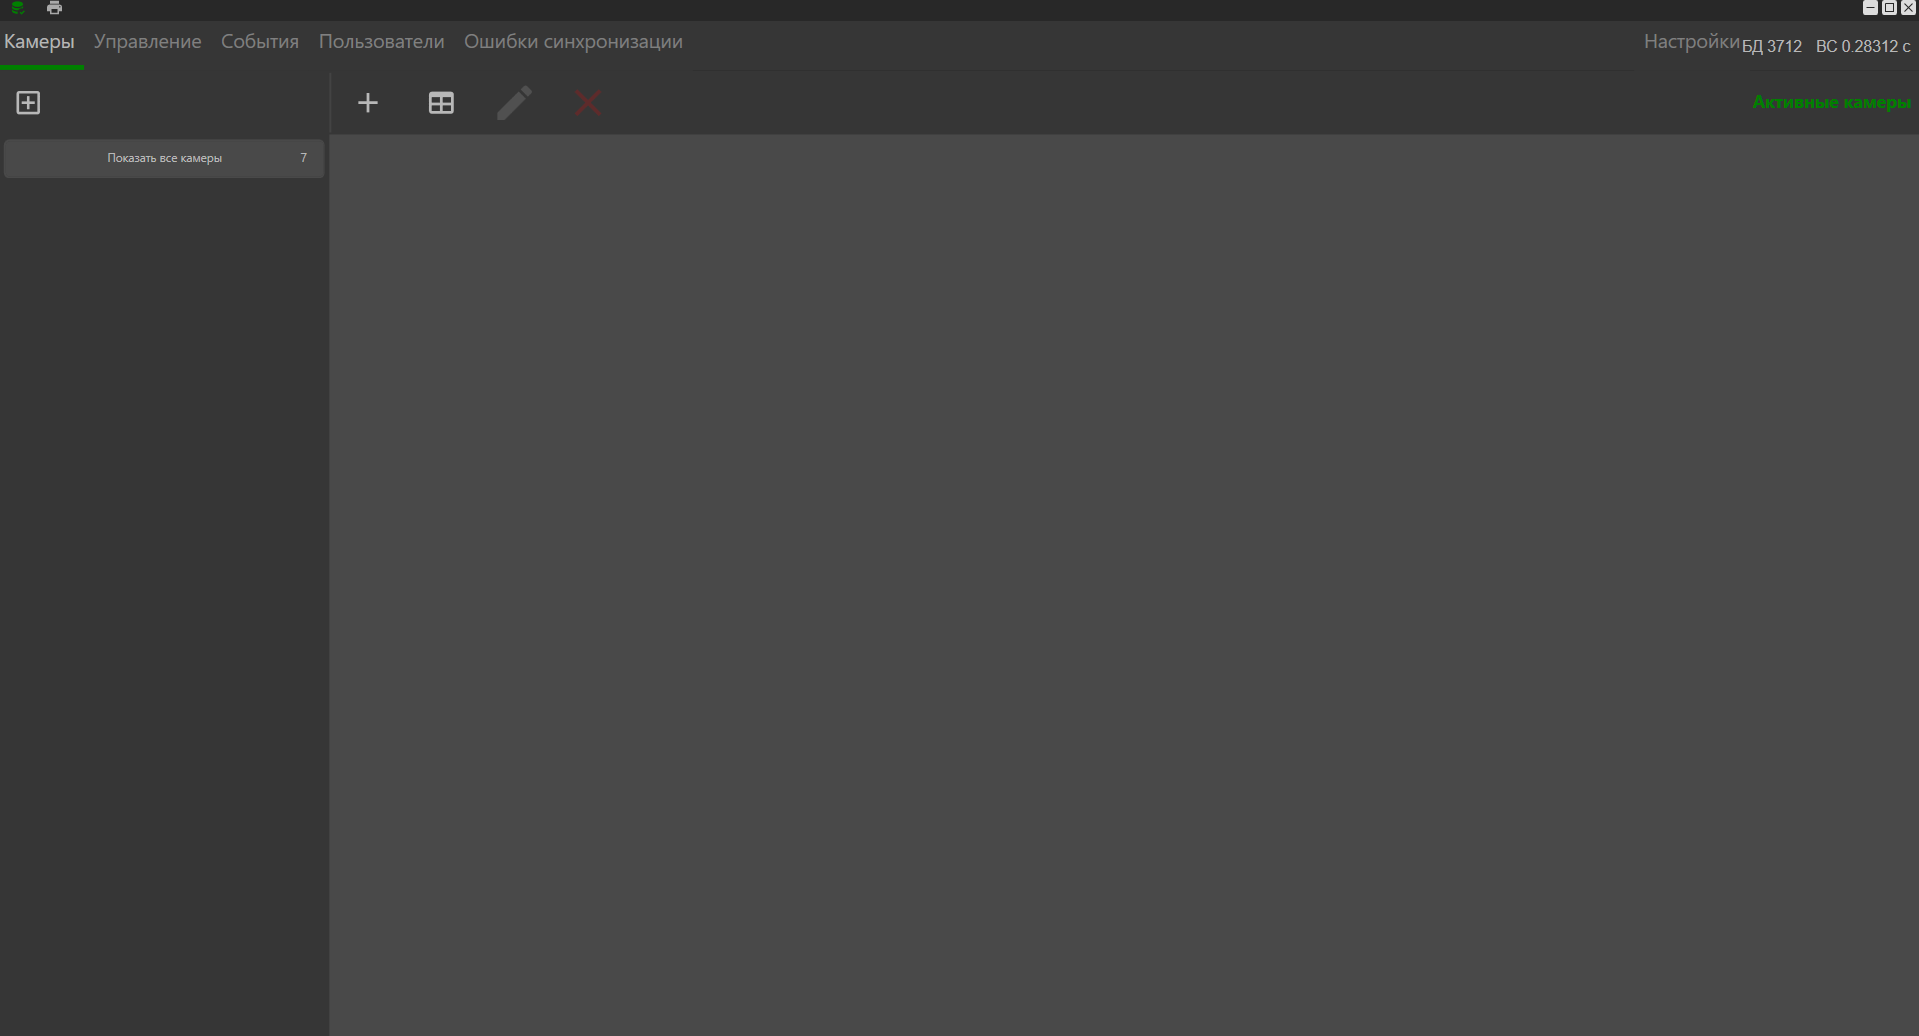 Камеры Управление События Пользователи Ошибки синхронизации Настройки БД 3712 ВС 0.28312 с
Активные камеры
Показать все камеры 7